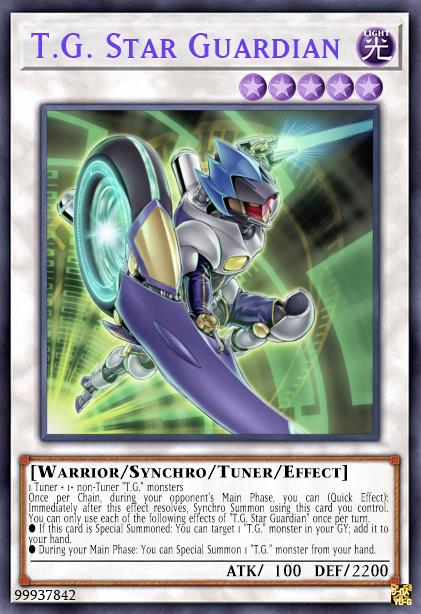 T.G. Star Guardian
LIGHT
光
[Warrior/Synchro/Tuner/Effect]
1 Tuner + 1+ non-Tuner "T.G." monsters
Once per Chain, during your opponent's Main Phase, you can (Quick Effect):
Immediately after this effect resolves, Synchro Summon using this card you control.
You can only use each of the following effects of "T.G. Star Guardian" once per turn.
● If this card is Special Summoned: You can target 1 "T.G." monster in your GY; add it to
your hand.
● During your Main Phase: You can Special Summon 1 "T.G." monster from your hand.
ATK/ 100 DEF/2200
99937842